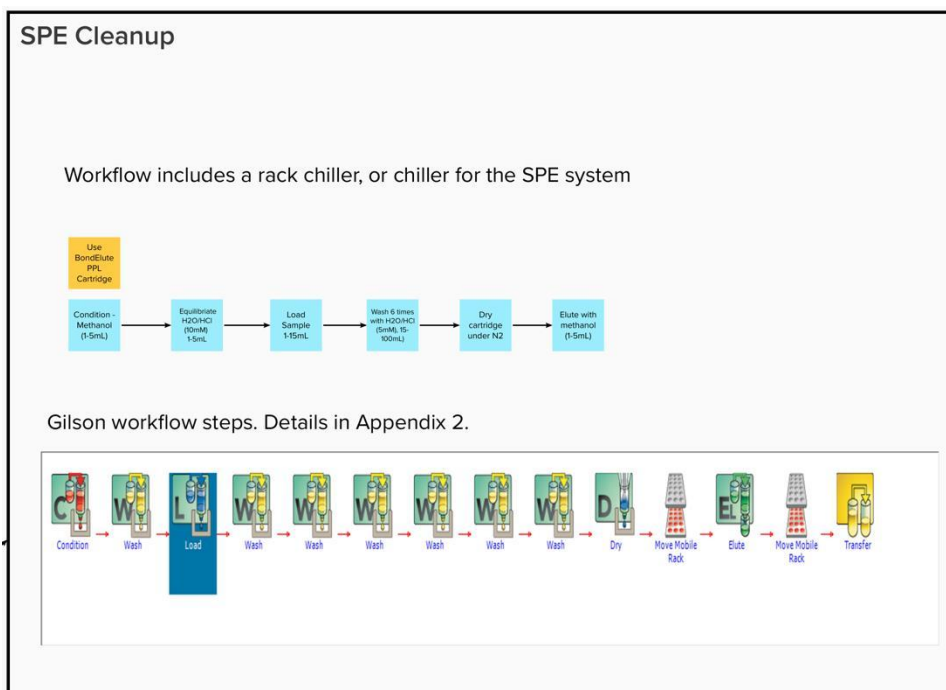 SPE Cleanup
Workflow includes a rack chiller, or chiller for the SPE system
Use
BondElute
PPL
Cartridge
Condition -
Methanol
(1-5mL)
Equilibriate
H2O/HCl
(10mM)
1-5mL
Load
Sample
1-15mL
Wash 6 times
with H2O/HCl
(5mM), 15-
100mL)
Dry
cartridge
under N2
Elute with
methanol
(1-5mL)
Gilson workflow steps. Details in Appendix 2.
C
Condition
W
Wash
L
Load
W
Wash
W
Wash
W
Wash
W
Wash
W
Wash
W
Wash
D
Dry
Move Mobile
Rack
EL
Elute
Move Mobile
Rack
Transfer